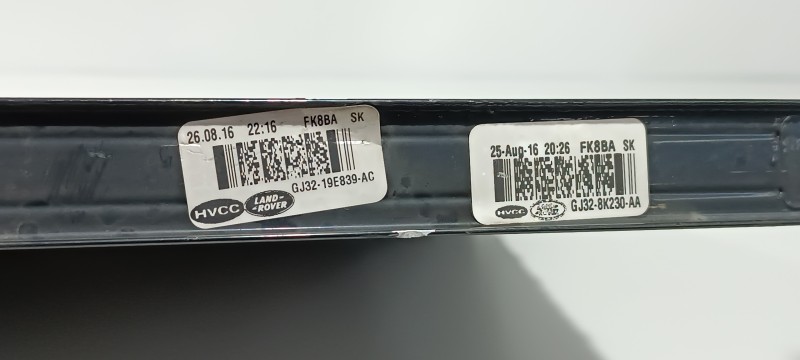 26.08.16 22:16 FK8BA SK
GJ32-19E839-AC
HVCC LAND-ROVER
25-Aug-16 20:26 FK8BA SK
HVCC GJ32-8K230-AA